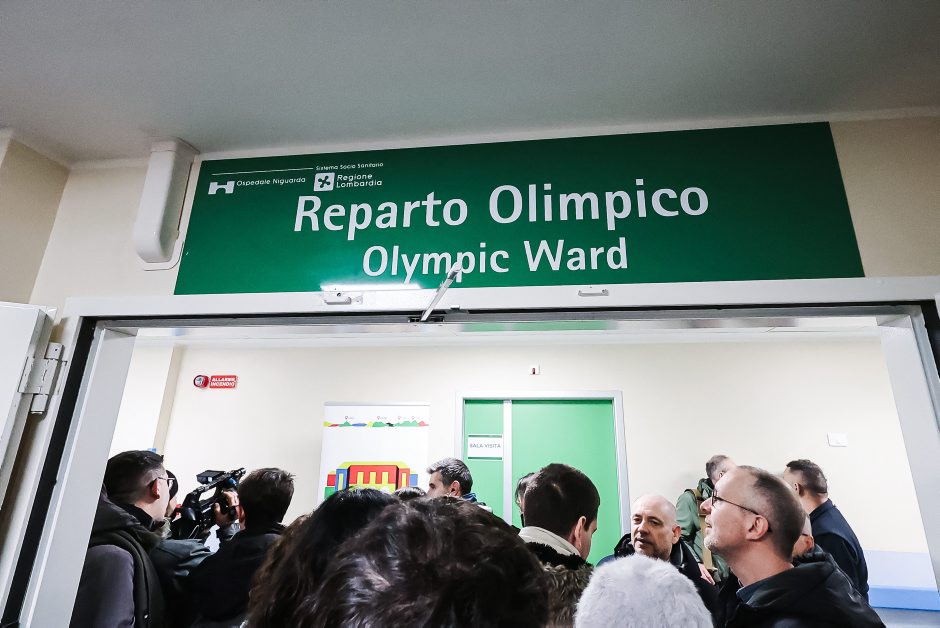 Ospedale Niguarda
Sistema Socio Sanitario
Regione
Lombardia
Reparto Olimpico
Olympic Ward
ALLARME
INCENDIO
SALA VISITA